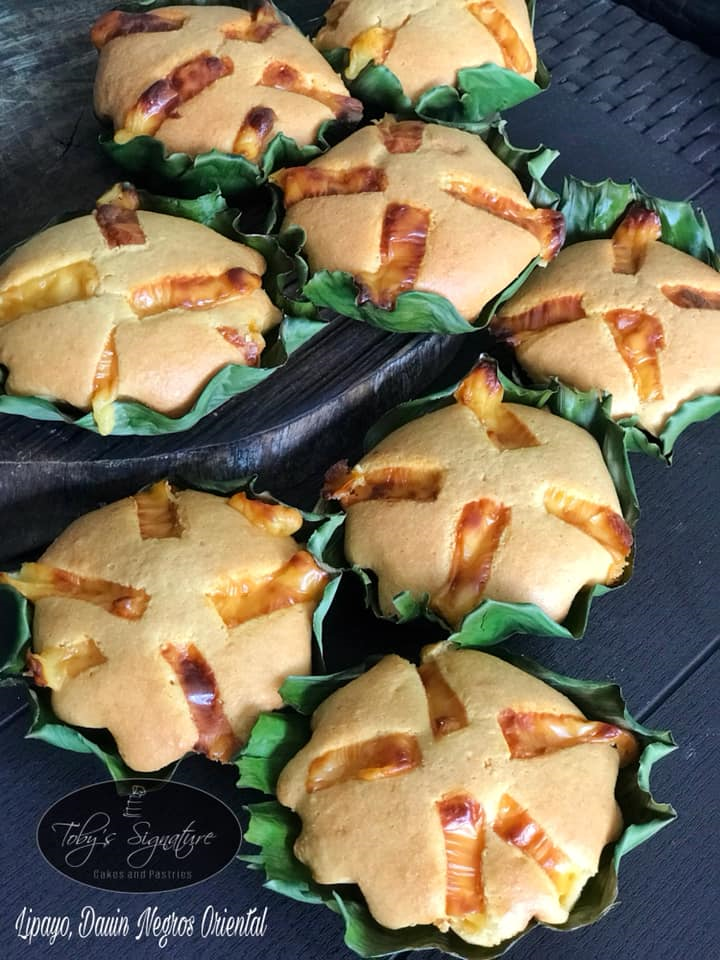 Toby's Signature
Cakes and Pastries
Lipayo, Dauin Negros Oriental